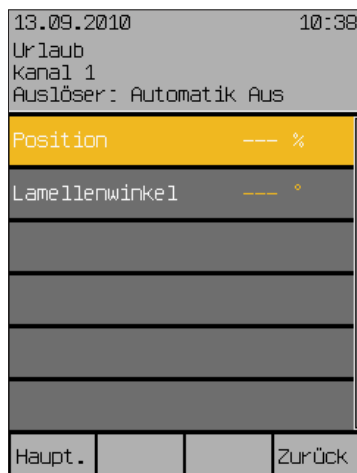 13.09.2010 10:38
Urlaub
Kanal 1
Auslöser: Automatik Aus
Position --- %
Lamellenwinkel --- °
Haupt. Zurück